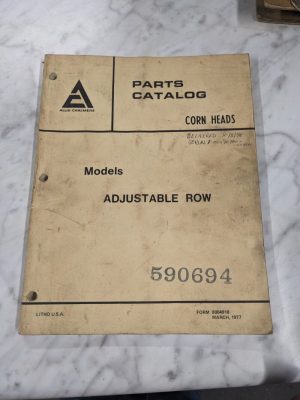 ALLIS-CHALMERS
PARTS
CATALOG
CORN HEADS
Models
ADJUSTABLE ROW
590694
LITHO U.S.A.
FORM
MARCH, 1977